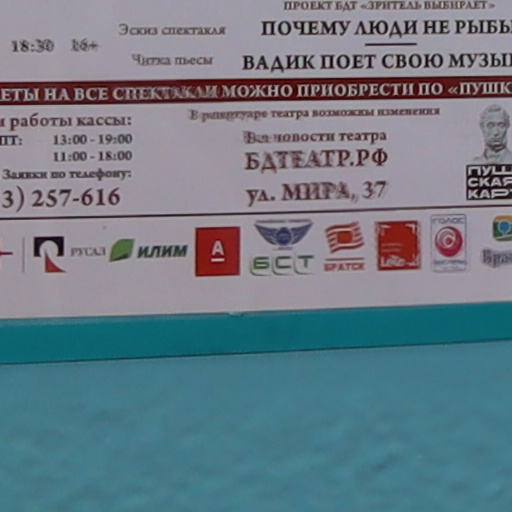 ПРОЕКТ БДТ «ЗРИТЕЛЬ ВЫБИРАЕТ»
Эскиз спектакля ПОЧЕМУ ЛЮДИ НЕ РЫБЫ
18:30 16+
Читка пьесы ВАДИК ПОЕТ СВОЮ МУЗЫ
ЕТЫ НА ВСЕ СПЕКТАКЛИ МОЖНО ПРИОБРЕСТИ ПО «ПУШК
ы работы кассы:
ПТ: 13:00 - 19:00
11:00 - 18:00
Заявки по телефону:
3) 257-616
В репертуаре театра возможны изменения
Все новости театра
БДТЕАТР.РФ
ул. МИРА, 37
ПУШ
СКАЯ
КАР
РУСАЛ ИЛИМ А БСТ БРАТСК ГОЛОС Бра